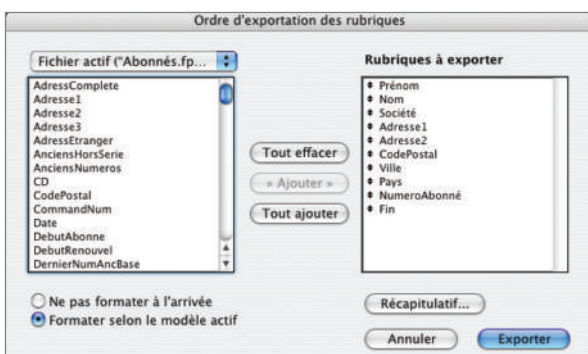 Ordre d'exportation des rubriques
Fichier actif ("Abonnés.fp...
AdressComplete
Adresse1
Adresse2
Adresse3
AdressEtranger
AnciensHorsSerie
AnciensNumeros
CD
CodePostal
CommandNum
Date
DebutAbonne
DebutRenouvel
DernierNumAncBase
Tout effacer
» Ajouter »
Tout ajouter
Rubriques à exporter
Prénom
Nom
Société
Adresse1
Adresse2
CodePostal
Ville
Pays
NumeroAbonné
Fin
Ne pas formater à l'arrivée
Formater selon le modèle actif
Récapitulatif...
Annuler
Exporter